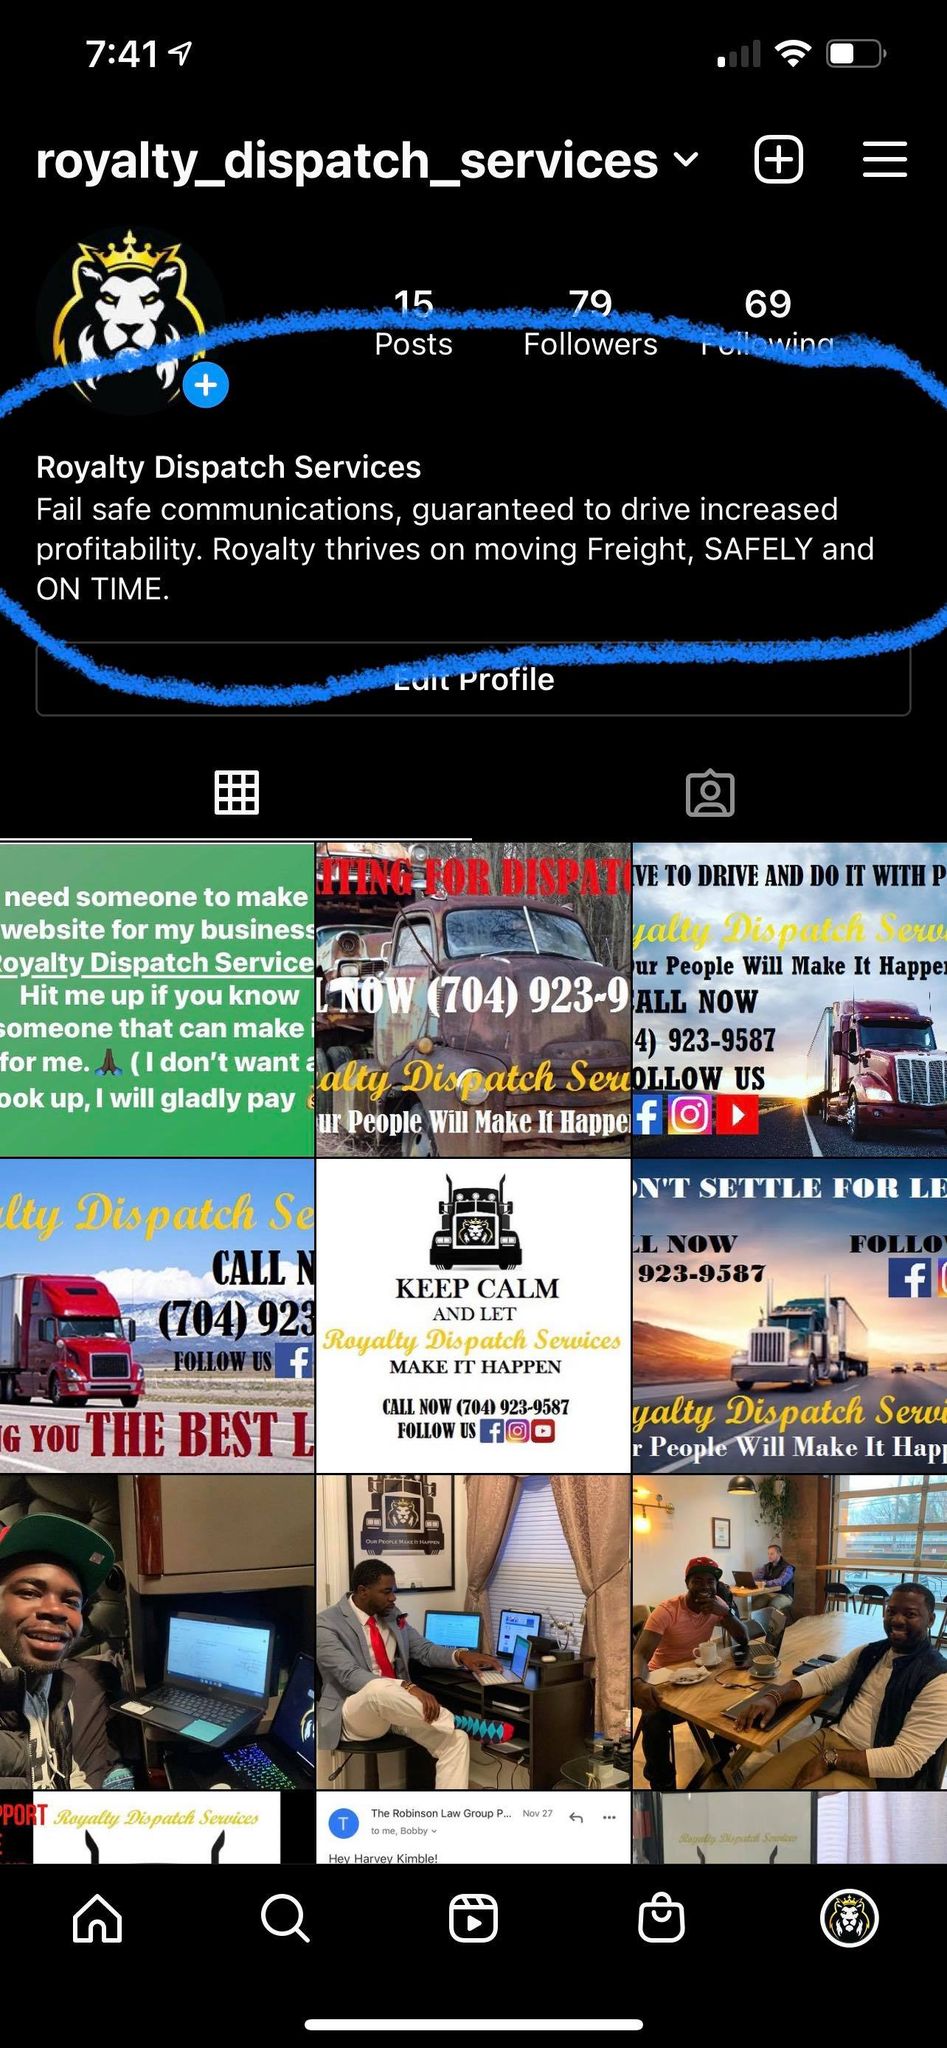 7:41
royalty_dispatch_services
15
79
69
Posts
Followers
Following
Royalty Dispatch Services
Fail safe communications, guaranteed to drive increased
profitability. Royalty thrives on moving Freight, SAFELY and
ON TIME.
Edit Profile
need someone to make
website for my business
Royalty Dispatch Service
Hit me up if you know
someone that can make i
for me. 🙏🏿 ( I don't want a
ook up, I will gladly pay
ITING FOR DISPAT
L NOW (704) 923-9
alty Dispatch Serv
ur People Will Make It Happe
VE TO DRIVE AND DO IT WITH P
yalty Dispatch Serv
ur People Will Make It Happe
ALL NOW
4) 923-9587
OLLOW US
lty Dispatch Se
CALL N
(704) 923
FOLLOW US
G YOU THE BEST L
KEEP CALM
AND LET
Royalty Dispatch Services
MAKE IT HAPPEN
CALL NOW (704) 923-9587
FOLLOW US
ON'T SETTLE FOR LE
LL NOW
FOLLO
923-9587
yalty Dispatch Servi
r People Will Make It Happ
OUR PEOPLE MAKE IT HAPPEN
PPORT
Royalty Dispatch Services
T
The Robinson Law Group P...
Nov 27
to me, Bobby
Hey Harvey Kimble!
Royalty Dispatch Services